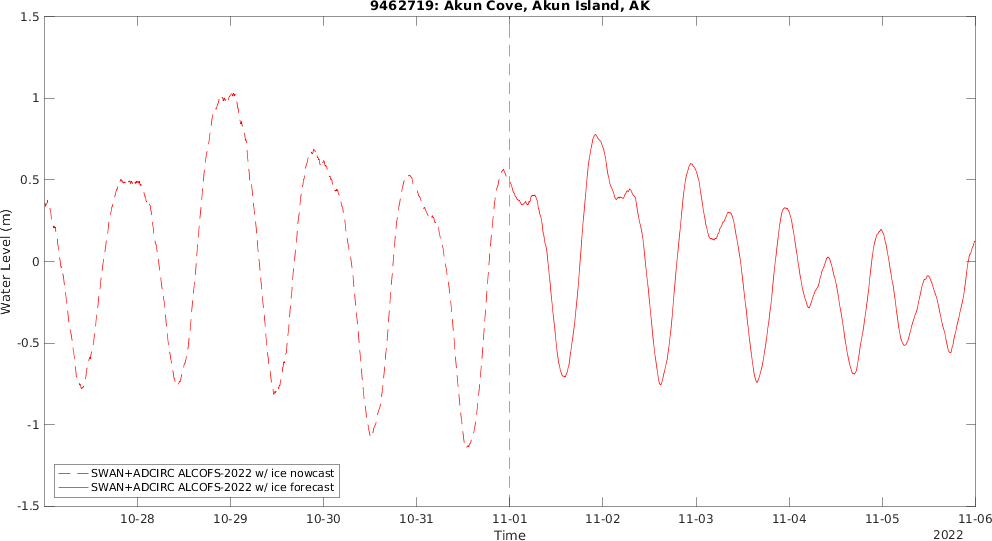 9462719: Akun Cove, Akun Island, AK
1.5
1
0.5
0
-0.5
-1
-1.5
Water Level (m)
SWAN+ADCIRC ALCOFS-2022 w/ ice nowcast
SWAN+ADCIRC ALCOFS-2022 w/ ice forecast
10-28 10-29 10-30 10-31 11-01 11-02 11-03 11-04 11-05 11-06
Time
2022